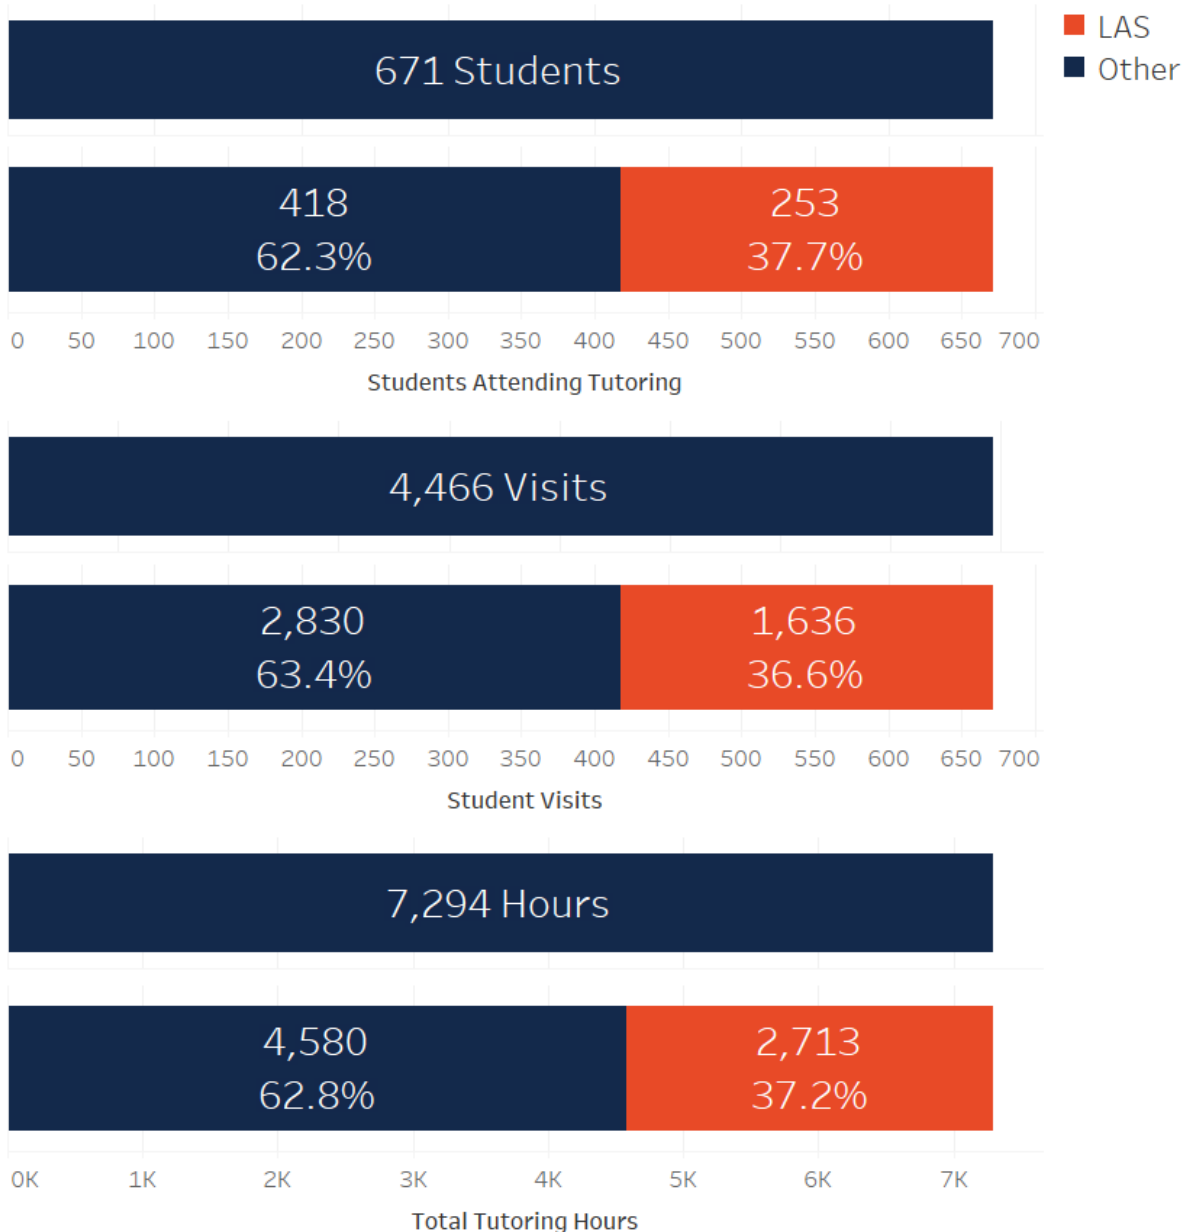 LAS
Other
671 Students
418 253
62.3% 37.7%
0 50 100 150 200 250 300 350 400 450 500 550 600 650 700
Students Attending Tutoring
4,466 Visits
2,830 1,636
63.4% 36.6%
0 50 100 150 200 250 300 350 400 450 500 550 600 650 700
Student Visits
7,294 Hours
4,580 2,713
62.8% 37.2%
0K 1K 2K 3K 4K 5K 6K 7K
Total Tutoring Hours